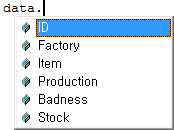 data.
ID
Factory
Item
Production
Badness
Stock